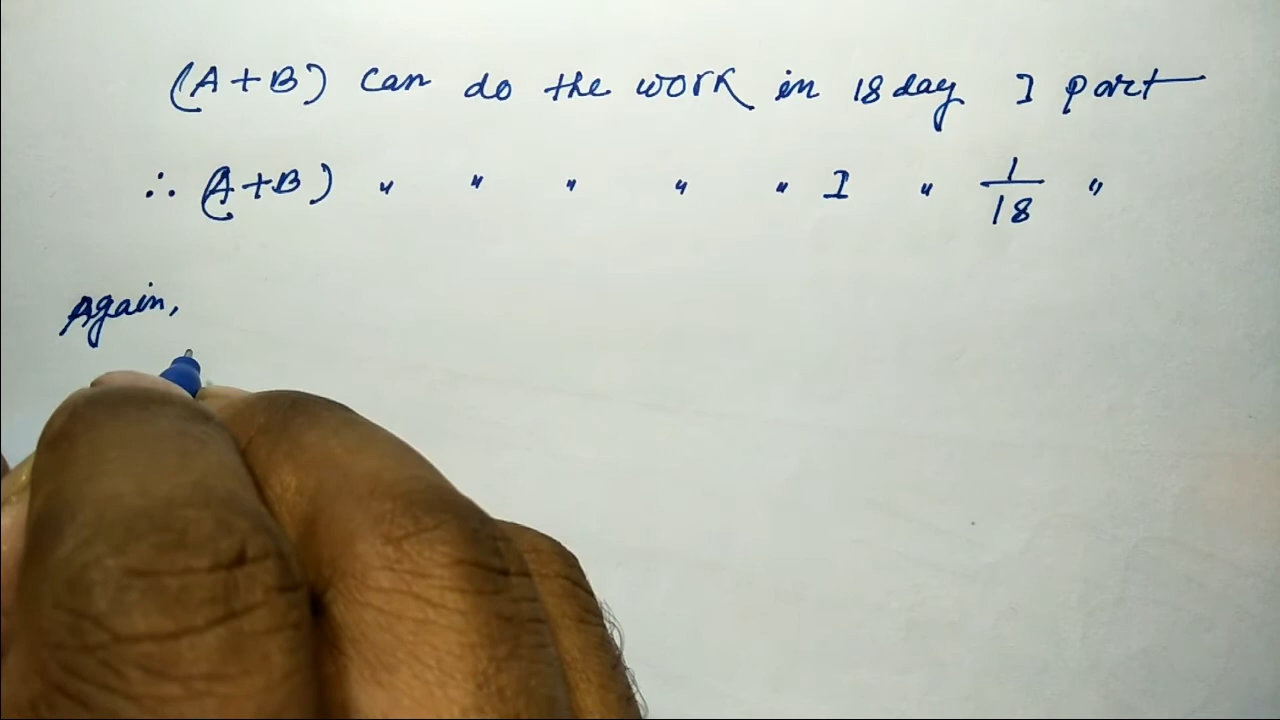 (A+B) can do the work in 18 day 1 part
∴ (A+B) " " " " " 1 " 1/18 "
Again,